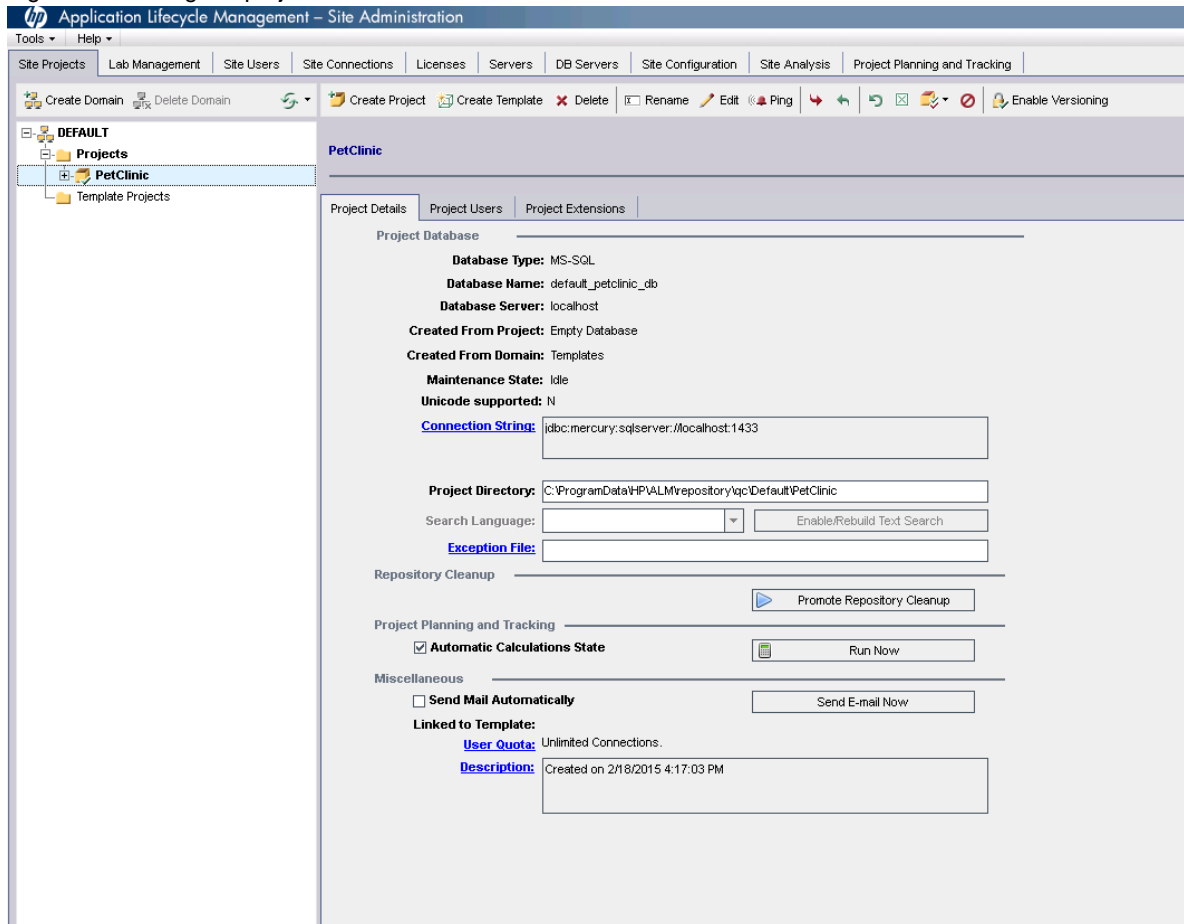 Application Lifecycle Management – Site Administration
Tools Help
Site Projects Lab Management Site Users Site Connections Licenses Servers DB Servers Site Configuration Site Analysis Project Planning and Tracking
Create Domain Delete Domain Create Project Create Template Delete Rename Edit Ping Enable Versioning
DEFAULT
Projects
PetClinic
Template Projects
PetClinic
Project Details Project Users Project Extensions
Project Database
Database Type: MS-SQL
Database Name: default_petclinic_db
Database Server: localhost
Created From Project: Empty Database
Created From Domain: Templates
Maintenance State: Idle
Unicode supported: N
Connection String: jdbc:mercury:sqlserver://localhost:1433
Project Directory: C:\ProgramData\HP\ALM\repository\qc\Default\PetClinic
Search Language: Enable/Rebuild Text Search
Exception File:
Repository Cleanup
Promote Repository Cleanup
Project Planning and Tracking
Automatic Calculations State Run Now
Miscellaneous
Send Mail Automatically Send E-mail Now
Linked to Template:
User Quota: Unlimited Connections.
Description: Created on 2/18/2015 4:17:03 PM